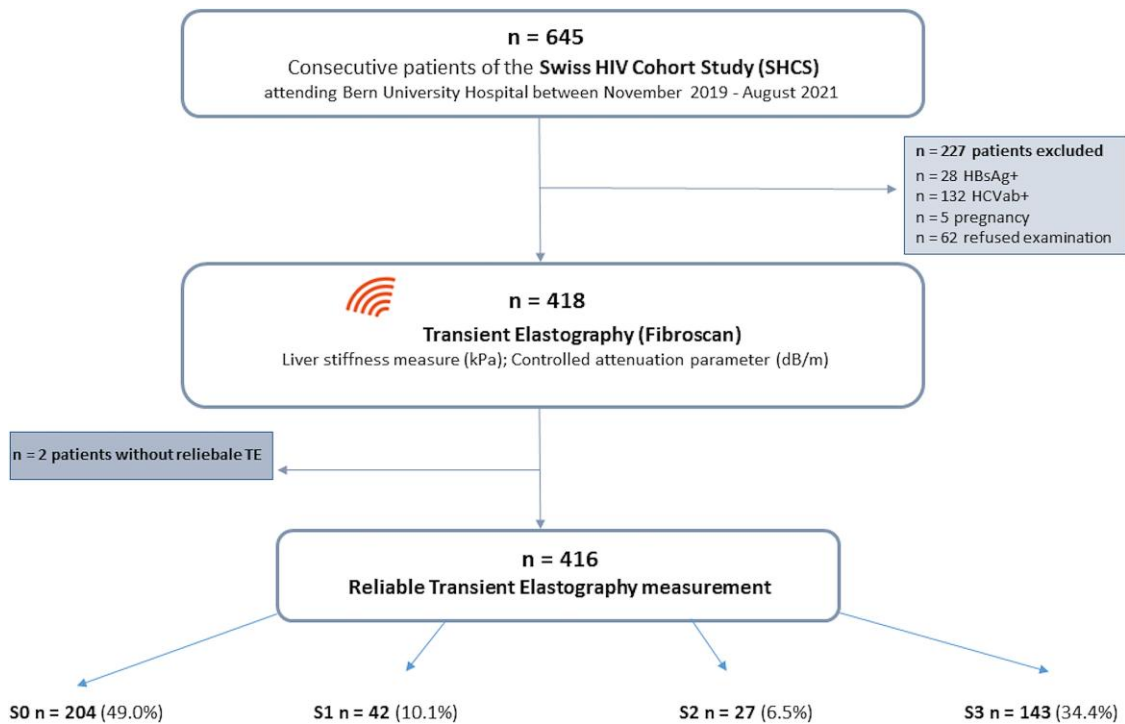 n = 645
Consecutive patients of the Swiss HIV Cohort Study (SHCS)
attending Bern University Hospital between November 2019 - August 2021
n = 227 patients excluded
n = 28 HBsAg+
n = 132 HCVab+
n = 5 pregnancy
n = 62 refused examination
n = 418
Transient Elastography (Fibroscan)
Liver stiffness measure (kPa); Controlled attenuation parameter (dB/m)
n = 2 patients without reliebale TE
n = 416
Reliable Transient Elastography measurement
S0 n = 204 (49.0%)
S1 n = 42 (10.1%)
S2 n = 27 (6.5%)
S3 n = 143 (34.4%)